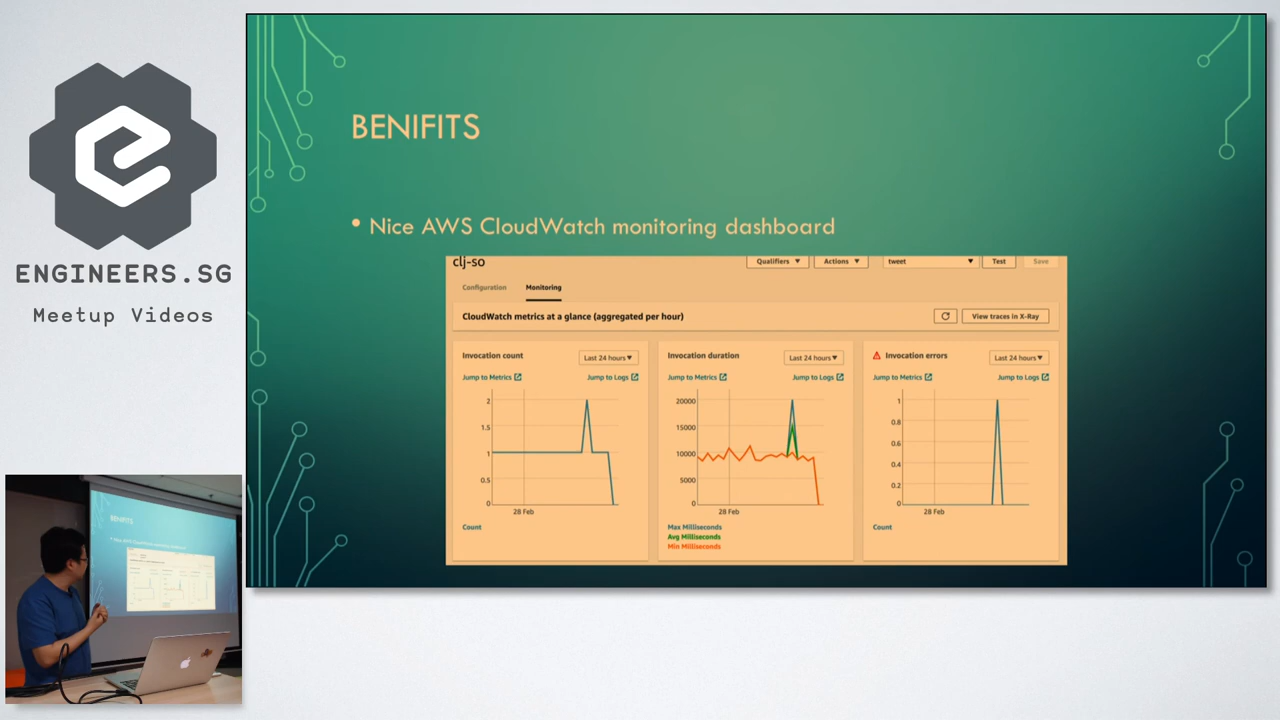 ENGINEERS.SG
Meetup Videos
BENIFITS
• Nice AWS CloudWatch monitoring dashboard
clj-so
Qualifiers ▼ Actions ▼ tweet ▼ Test Save
Configuration Monitoring
CloudWatch metrics at a glance (aggregated per hour) View traces in X-Ray
Invocation count Last 24 hours ▼
Jump to Metrics Jump to Logs
2
1.5
1
0.5
0
28 Feb
Count
Invocation duration Last 24 hours ▼
Jump to Metrics Jump to Logs
20000
15000
10000
5000
0
28 Feb
Max Milliseconds
Avg Milliseconds
Min Milliseconds
Invocation errors Last 24 hours ▼
Jump to Metrics Jump to Logs
1
0.8
0.6
0.4
0.2
0
28 Feb
Count
BENIFITS